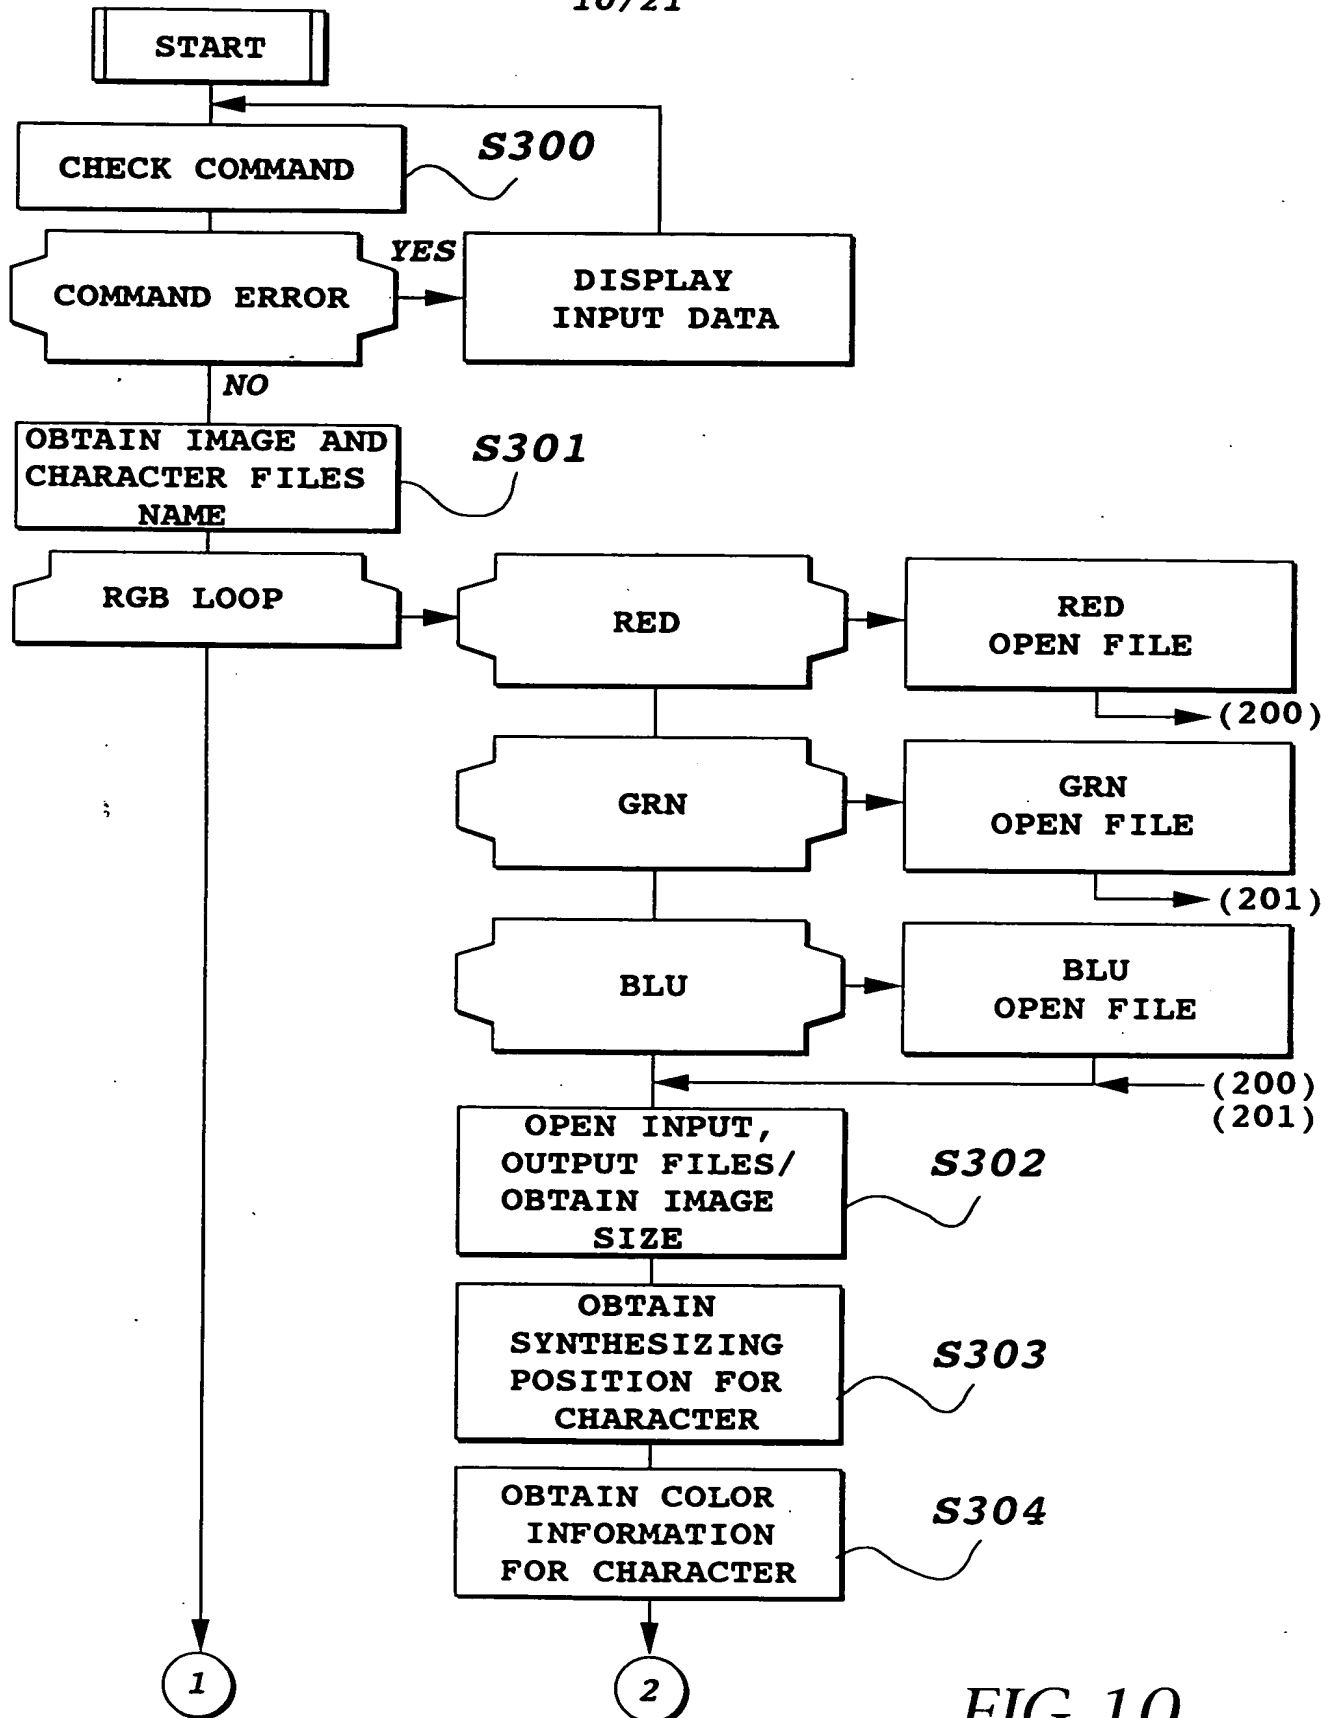 10/21
START
CHECK COMMAND
S300
COMMAND ERROR
YES
DISPLAY
INPUT DATA
NO
OBTAIN IMAGE AND
CHARACTER FILES
NAME
S301
RGB LOOP
RED
RED
OPEN FILE
(200)
GRN
GRN
OPEN FILE
(201)
BLU
BLU
OPEN FILE
(200)
(201)
OPEN INPUT,
OUTPUT FILES/
OBTAIN IMAGE
SIZE
S302
OBTAIN
SYNTHESIZING
POSITION FOR
CHARACTER
S303
OBTAIN COLOR
INFORMATION
FOR CHARACTER
S304
1
2
FIG. 10